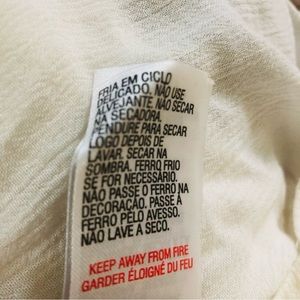 FRIA EM CICLO
DELICADO. NÃO USE
ALVEJANTE NÃO SECAR
NA SECADORA.
PENDURE PARA SECAR
LOGO DEPOIS DE
LAVAR. SECAR NA
SOMBRA. FERRO FRIO
SE FOR NECESSARIO.
NÃO PASSE O FERRO NA
DECORAÇÃO. PASSE A
FERRO PELO AVESSO.
NÃO LAVE A SECO.
KEEP AWAY FROM FIRE
GARDER ÉLOIGNÉ DU FEU